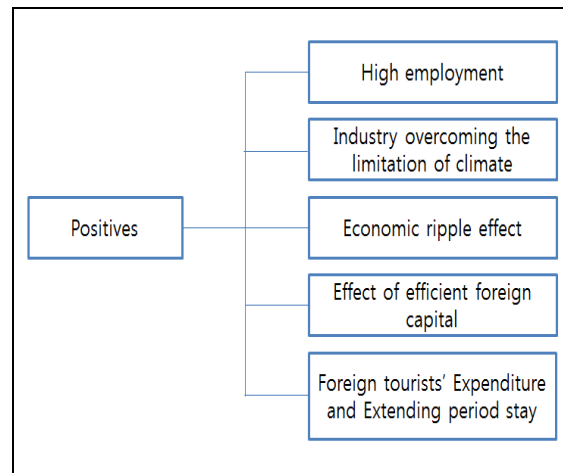 Positives
High employment
Industry overcoming the
limitation of climate
Economic ripple effect
Effect of efficient foreign
capital
Foreign tourists' Expenditure
and Extending period stay